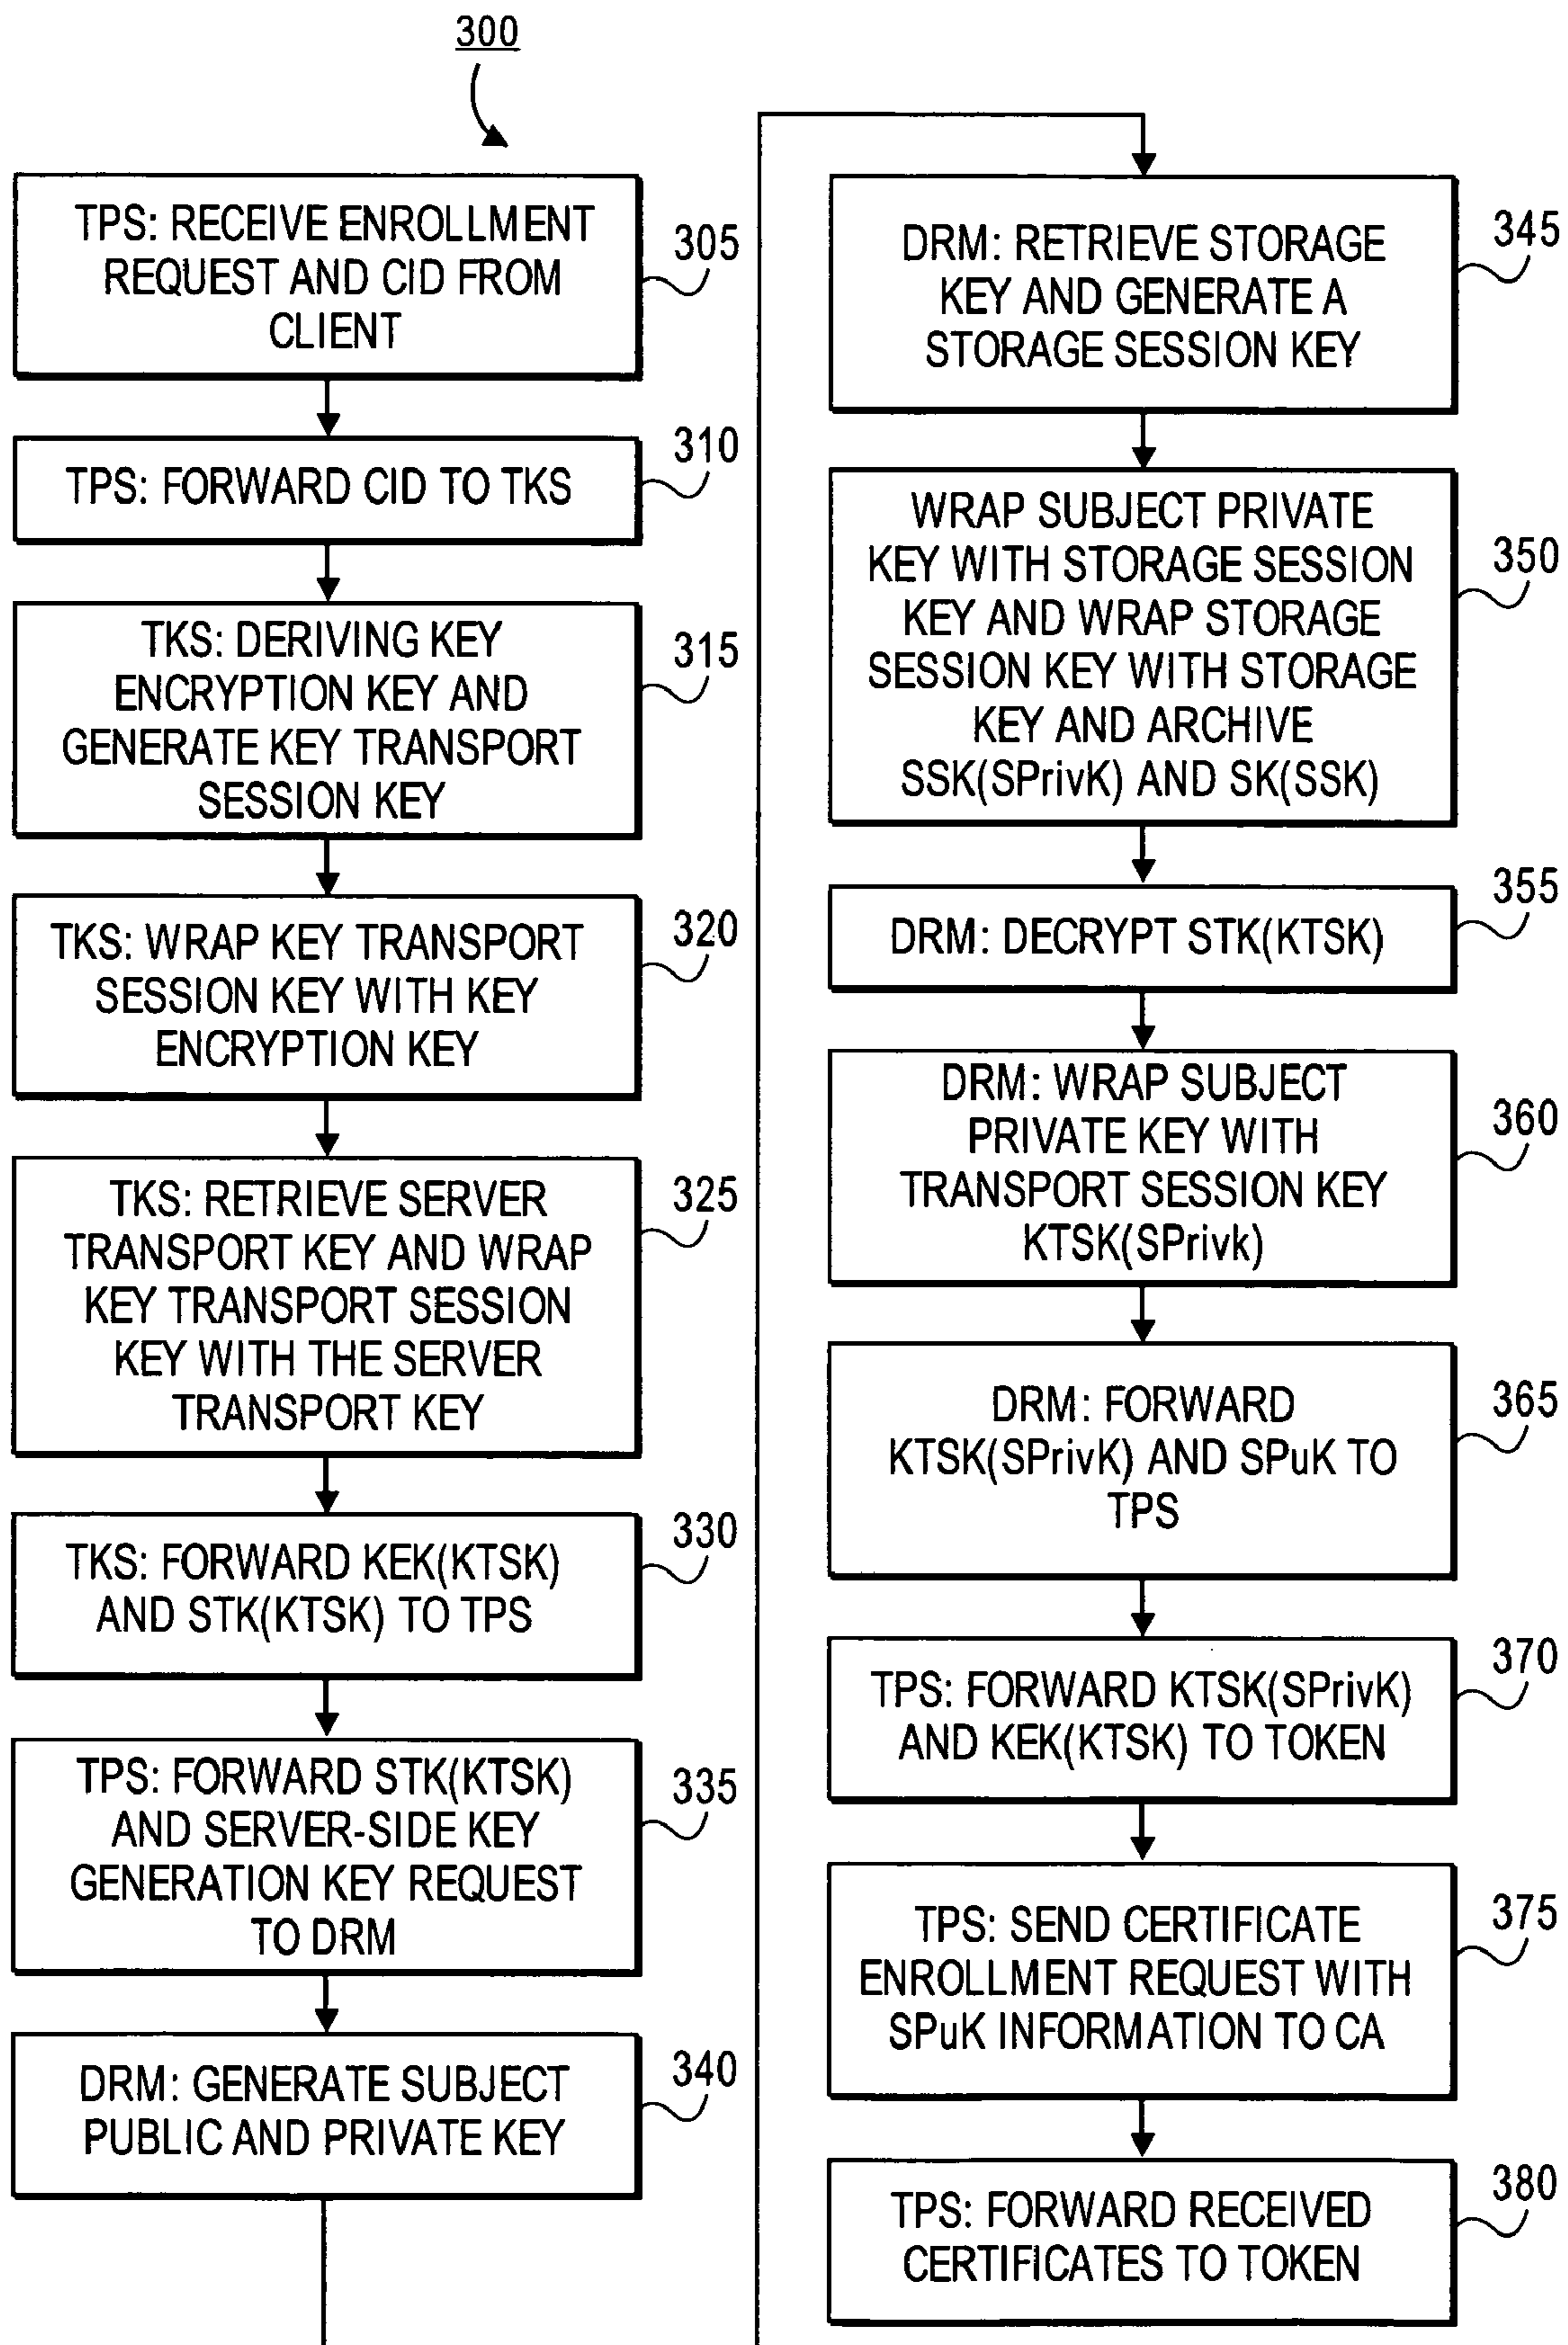 300
TPS: RECEIVE ENROLLMENT
REQUEST AND CID FROM
CLIENT
305
TPS: FORWARD CID TO TKS
310
TKS: DERIVING KEY
ENCRYPTION KEY AND
GENERATE KEY TRANSPORT
SESSION KEY
315
TKS: WRAP KEY TRANSPORT
SESSION KEY WITH KEY
ENCRYPTION KEY
320
TKS: RETRIEVE SERVER
TRANSPORT KEY AND WRAP
KEY TRANSPORT SESSION
KEY WITH THE SERVER
TRANSPORT KEY
325
TKS: FORWARD KEK(KTSK)
AND STK(KTSK) TO TPS
330
TPS: FORWARD STK(KTSK)
AND SERVER-SIDE KEY
GENERATION KEY REQUEST
TO DRM
335
DRM: GENERATE SUBJECT
PUBLIC AND PRIVATE KEY
340
DRM: RETRIEVE STORAGE
KEY AND GENERATE A
STORAGE SESSION KEY
345
WRAP SUBJECT PRIVATE
KEY WITH STORAGE SESSION
KEY AND WRAP STORAGE
SESSION KEY WITH STORAGE
KEY AND ARCHIVE
SSK(SPrivK) AND SK(SSK)
350
DRM: DECRYPT STK(KTSK)
355
DRM: WRAP SUBJECT
PRIVATE KEY WITH
TRANSPORT SESSION KEY
KTSK(SPrivk)
360
DRM: FORWARD
KTSK(SPrivK) AND SPuK TO
TPS
365
TPS: FORWARD KTSK(SPrivK)
AND KEK(KTSK) TO TOKEN
370
TPS: SEND CERTIFICATE
ENROLLMENT REQUEST WITH
SPuK INFORMATION TO CA
375
TPS: FORWARD RECEIVED
CERTIFICATES TO TOKEN
380